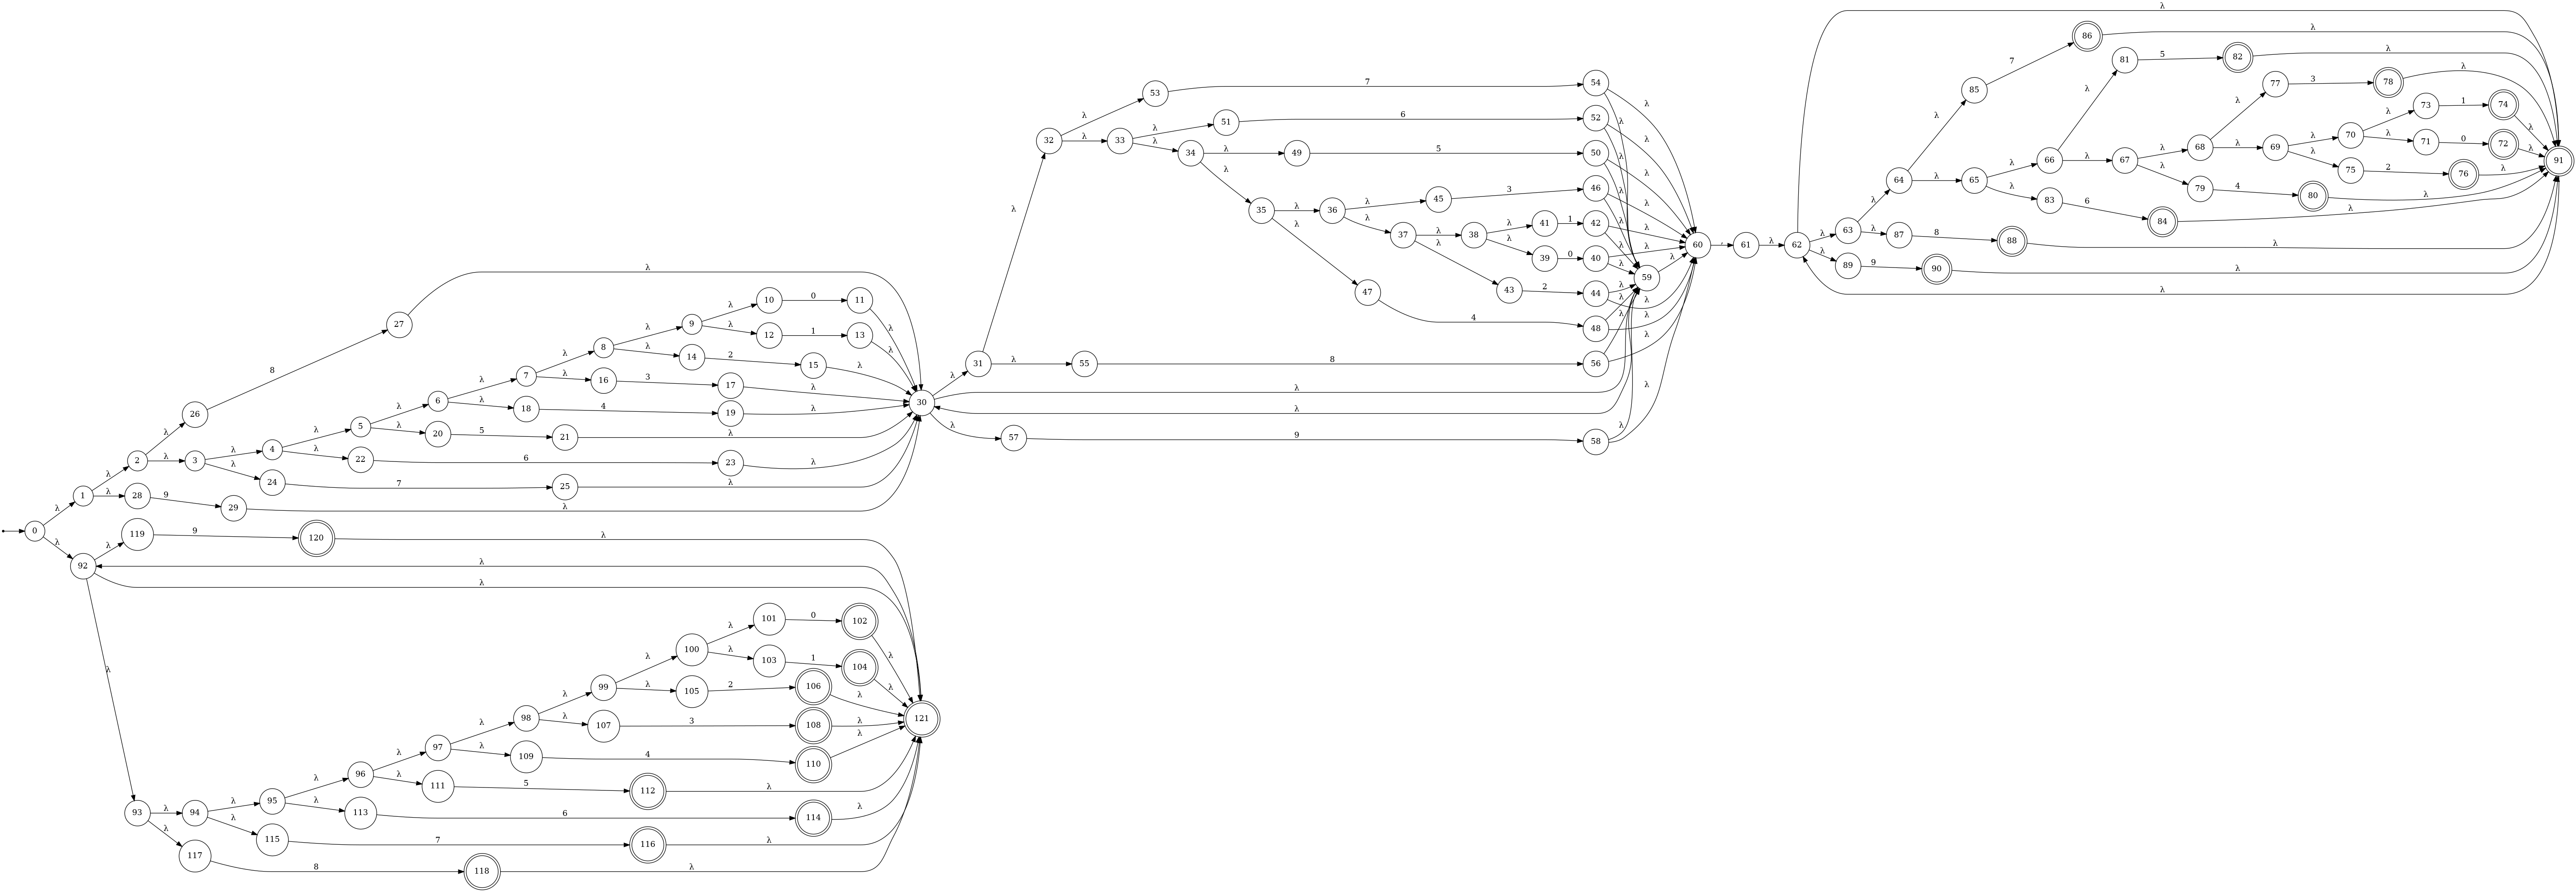 λ
λ 86 λ
7 81 5 82 λ
λ 77 3 78 λ
53 7 54 λ 85 λ λ 73 1 74
λ 51 6 52 λ λ 70 λ λ
32 λ 33 λ λ 66 λ 67 λ 68 λ 69 λ 71 0 72 λ 91
34 λ 49 5 50 λ λ λ 75 2 76 λ
λ λ 64 λ 65 λ 79 4 80 λ
35 λ 36 λ 45 3 46 λ λ 83 6 84 λ
λ λ λ 37 λ 38 λ 41 1 42 λ λ λ 63 λ 87 8 88 λ
λ λ 39 0 40 λ λ 60 . 61 λ 62 λ 89 9 90 λ
λ λ 59 λ
47 43 2 44 λ λ λ
10 0 11 4 48 λ λ
27 λ 9 λ 12 1 13 λ λ λ
8 λ 14 2 15 λ λ 31 λ 55 8 56 λ
8 λ 7 λ 16 3 17 λ λ
26 λ 6 λ 18 4 19 λ 30 λ λ
λ λ 5 λ 20 5 21 λ λ 57 9 58 λ
2 λ 3 λ 4 λ 22 6 23 λ
λ λ 24 7 25 λ
1 λ 28 9 29 λ
λ
0 λ 119 9 120 λ
λ
92 λ
λ
λ 101 0 102
λ 100 λ 103 1 104 λ
λ 99 λ 105 2 106 λ λ
λ 98 λ 107 3 108 λ 121
λ 97 λ 109 4 110 λ
λ 96 λ 111 5 112 λ
93 λ 94 λ 95 λ 113 6 114 λ
λ λ 115 7 116 λ
117 8 118 λ